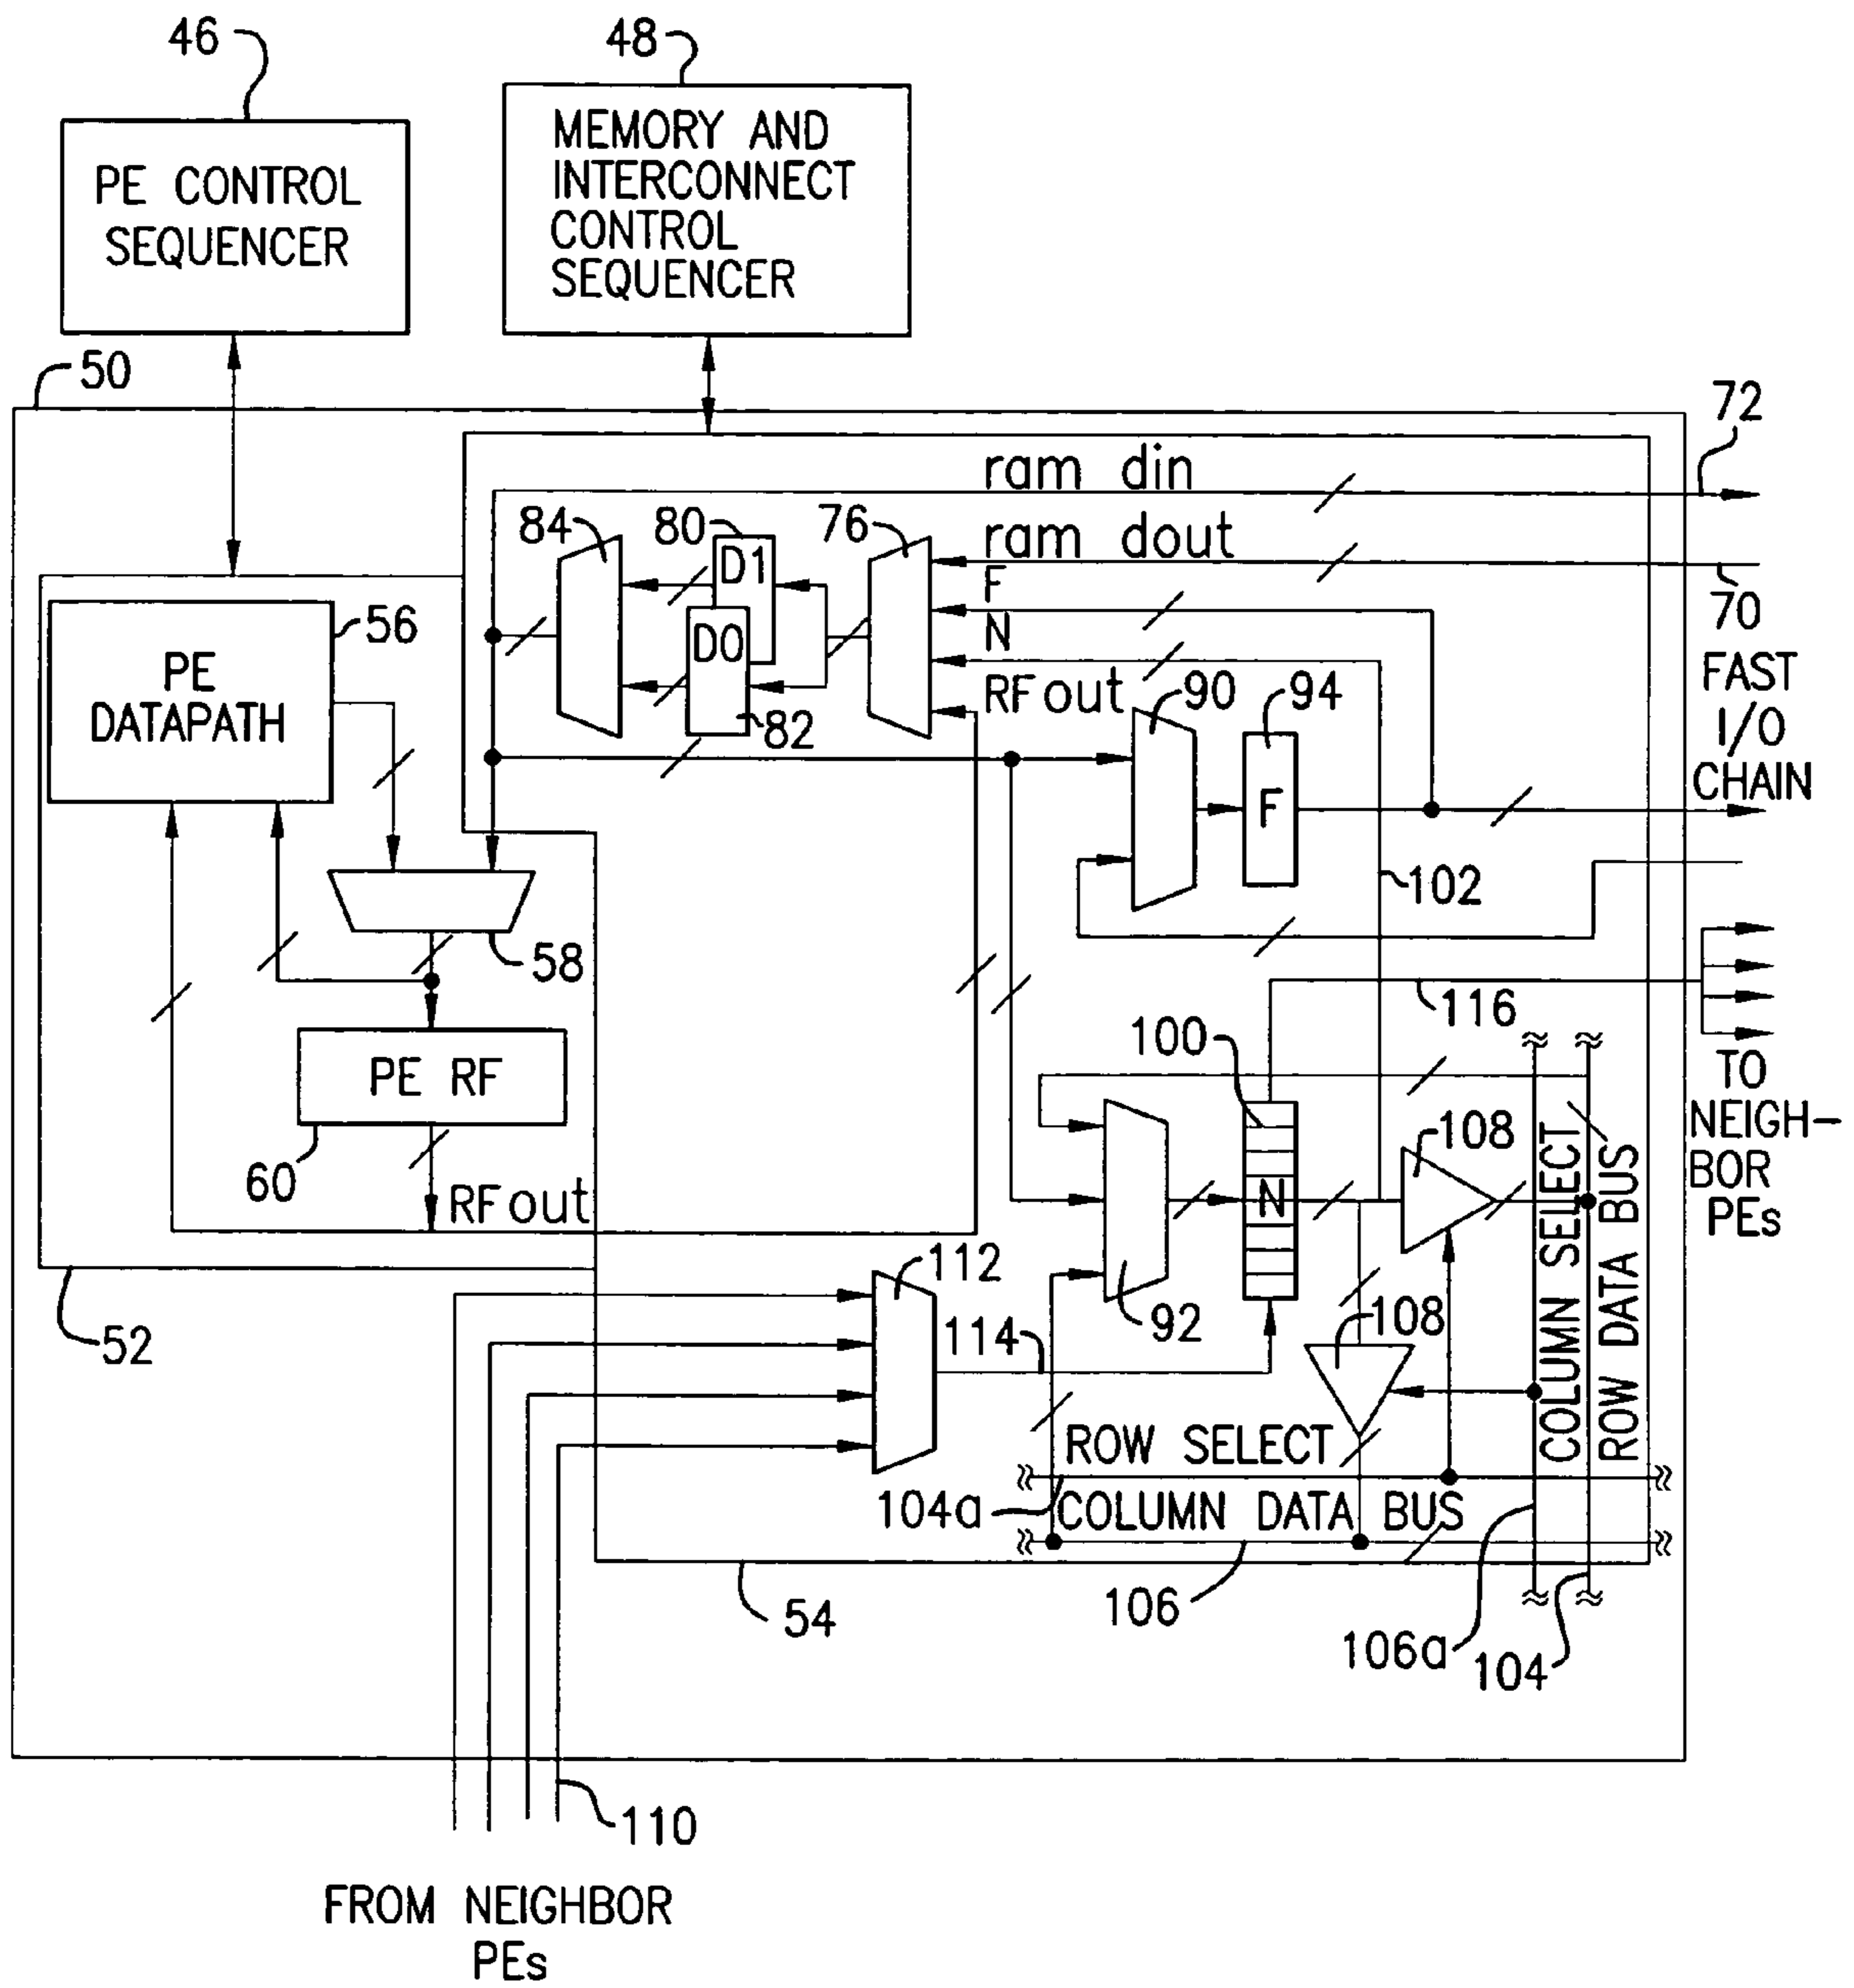 46
48
PE CONTROL
SEQUENCER
MEMORY AND
INTERCONNECT
CONTROL
SEQUENCER
50
72
ram din
84
80
76
ram dout
D1
F
70
56
D0
N
FAST
I/O
CHAIN
PE
DATAPATH
82
RFout
90
94
F
102
58
116
100
PE RF
TO
NEIGH-
BOR
PEs
60
RFout
N
108
COLUMN SELECT
ROW DATA BUS
112
92
108
52
114
ROW SELECT
104a
COLUMN DATA BUS
54
106
106a
104
110
FROM NEIGHBOR
PEs